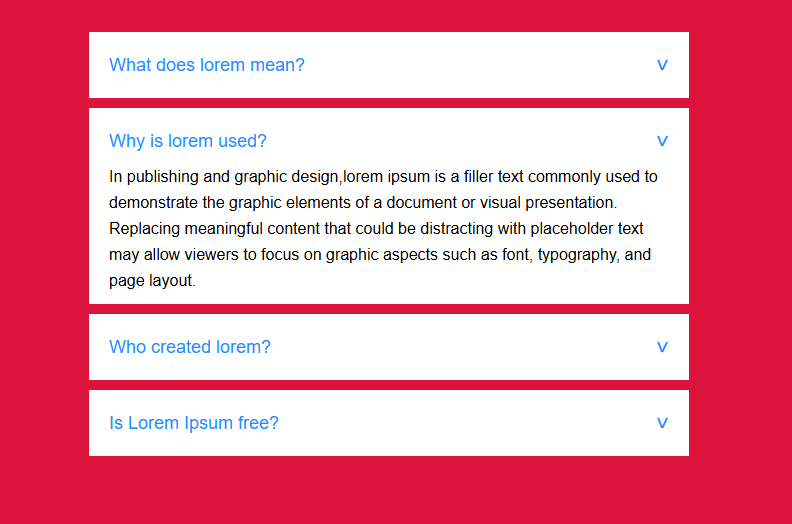 What does lorem mean? v
Why is lorem used? v
In publishing and graphic design,lorem ipsum is a filler text commonly used to
demonstrate the graphic elements of a document or visual presentation.
Replacing meaningful content that could be distracting with placeholder text
may allow viewers to focus on graphic aspects such as font, typography, and
page layout.
Who created lorem? v
Is Lorem Ipsum free? v